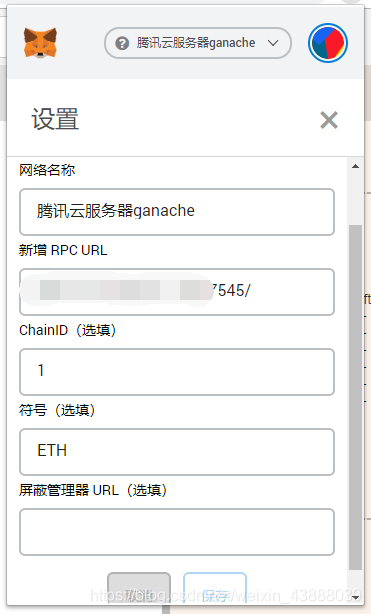 腾讯云服务器ganache
设置
网络名称
腾讯云服务器ganache
新增 RPC URL
7545/
ChainID（选填）
1
符号（选填）
ETH
屏蔽管理器 URL（选填）
取消
保存
https://blog.csdn.net/weixin_43888039